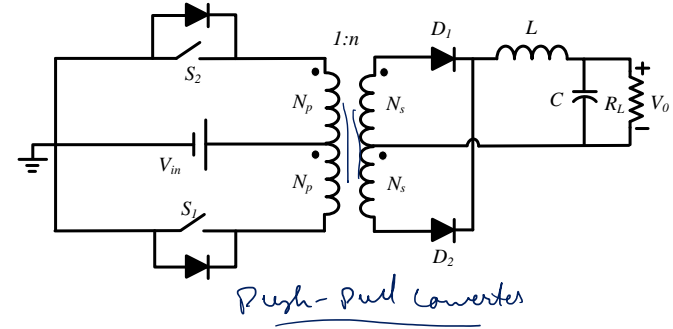 S2
1:n
D1
L
Np
Ns
C
RL
V0
Vin
Np
Ns
S1
D2
Push-Pull Converter